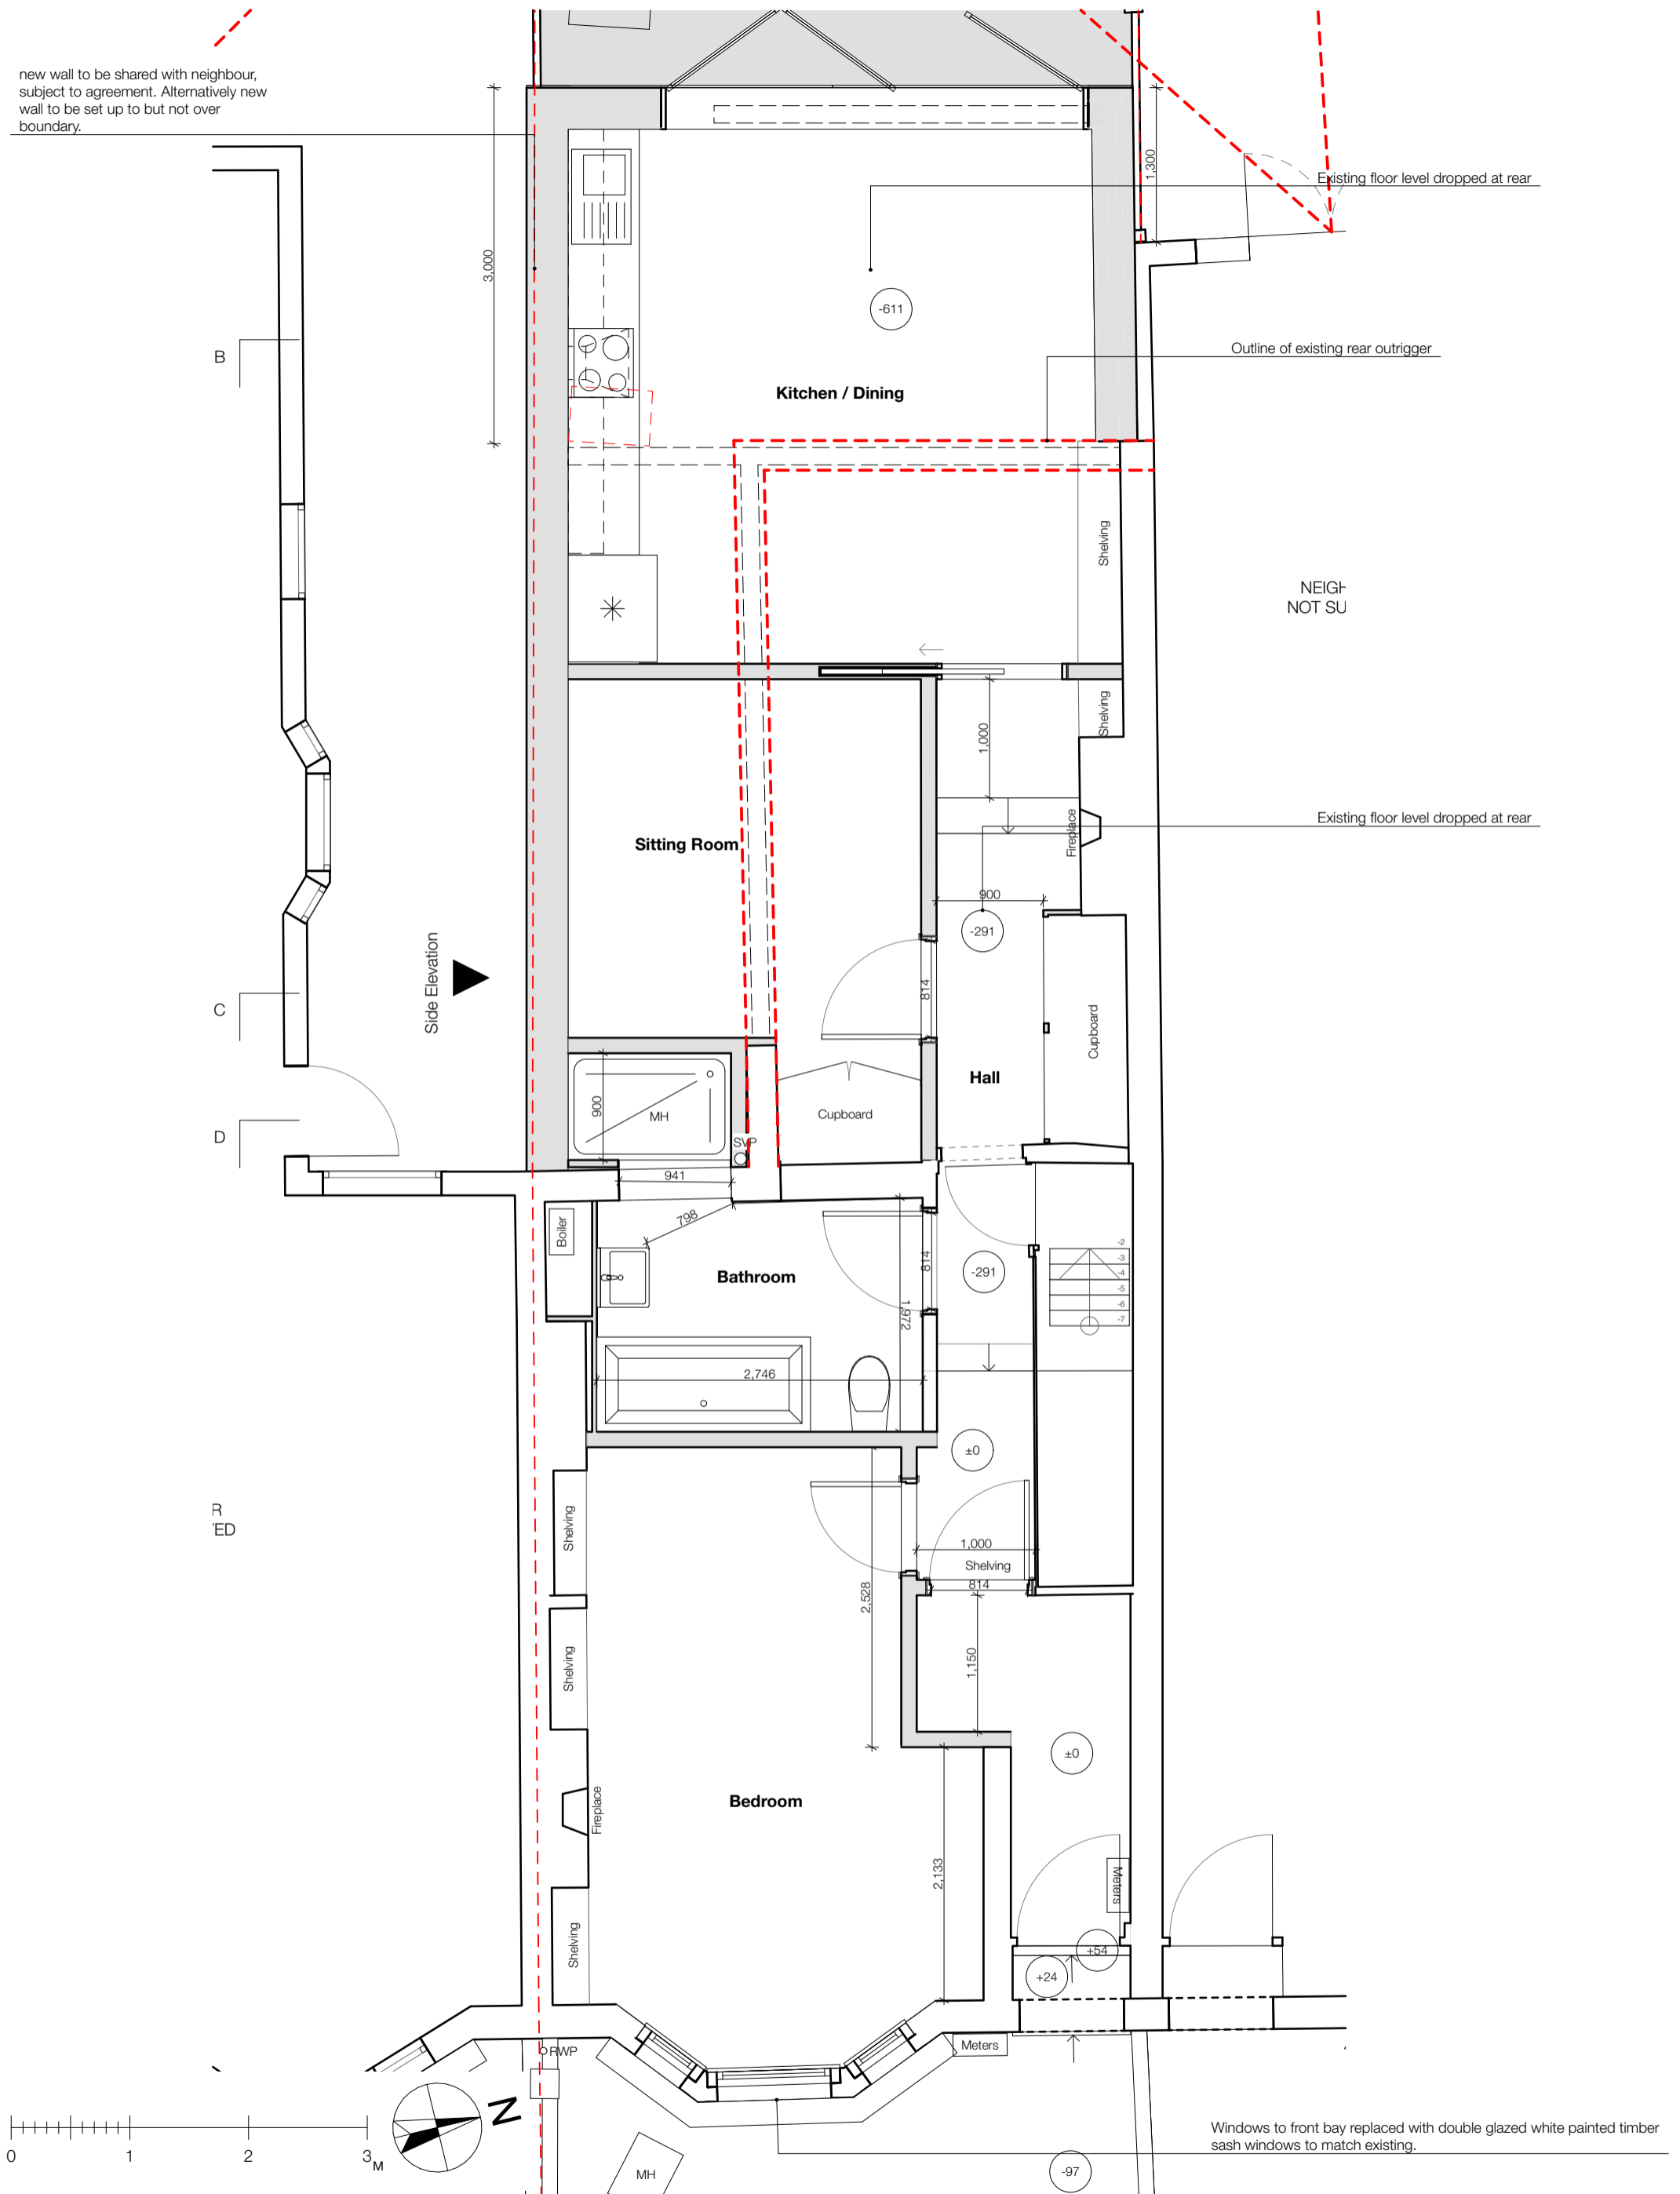 new wall to be shared with neighbour,
subject to agreement. Alternatively new
wall to be set up to but not over
boundary.
1,300
Existing floor level dropped at rear
3,000
-611
B
Outline of existing rear outrigger
Kitchen / Dining
Shelving
NOT SU
Shelving
1,000
Existing floor level dropped at rear
Fireplace
Sitting Room
900
-291
Side Elevation
814
C
Cupboard
Hall
900
MH
Cupboard
D
SVP
941
798
Boiler
814
-2
-3
-4
-5
-6
-7
-291
Bathroom
1,972
2,746
±0
R
'ED
Shelving
1,000
Shelving
814
2,528
Shelving
1,150
±0
Bedroom
Fireplace
2,133
Meters
Shelving
+54
+24
Meters
RWP
N
Windows to front bay replaced with double glazed white painted timber
sash windows to match existing.
0 1 2 3M
MH
-97